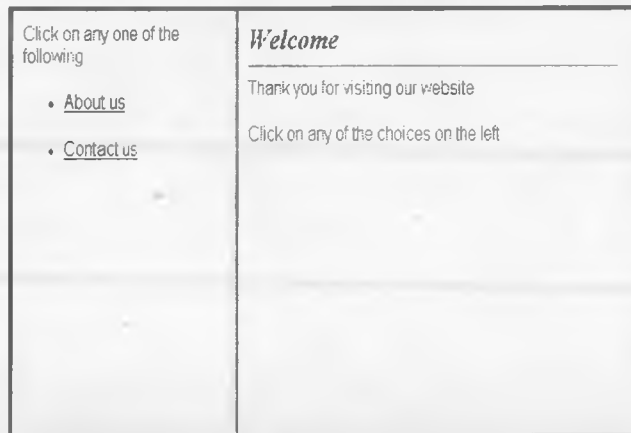 Click on any one of the
following
• About us
• Contact us
Welcome
Thank you for visiting our website
Click on any of the choices on the left